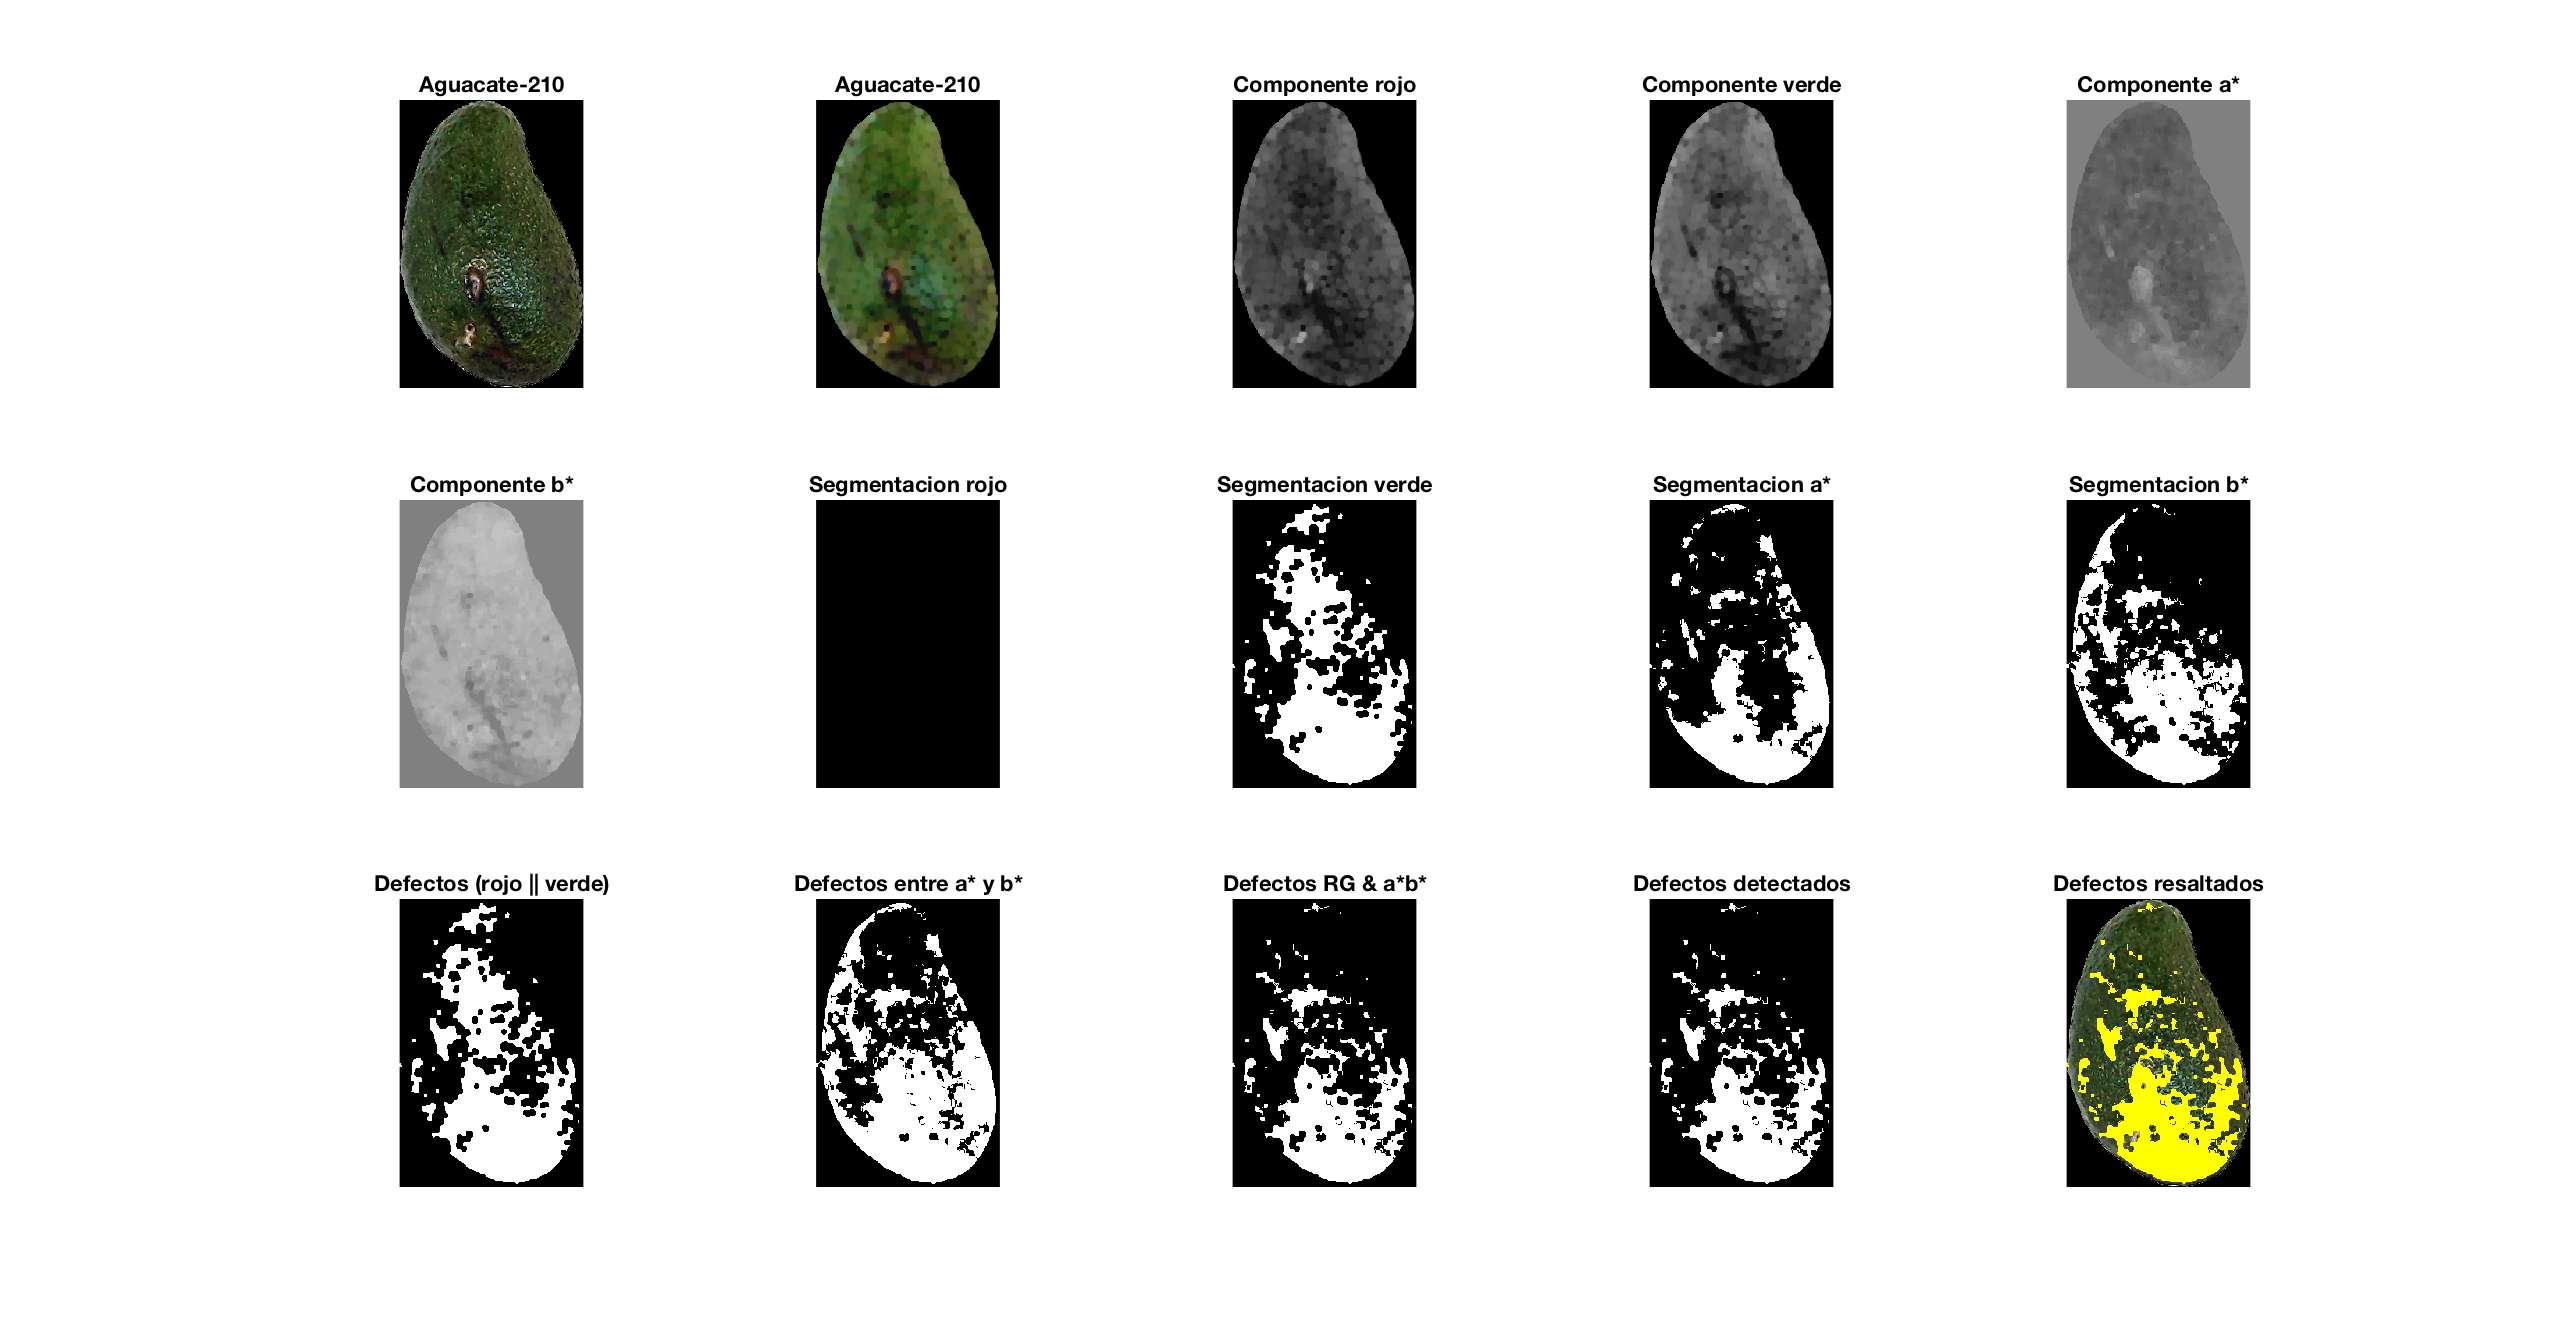 Aguacate-210
Aguacate-210
Componente rojo
Componente verde
Componente a*
Componente b*
Segmentacion rojo
Segmentacion verde
Segmentacion a*
Segmentacion b*
Defectos (rojo || verde)
Defectos entre a* y b*
Defectos RG & a*b*
Defectos detectados
Defectos resaltados